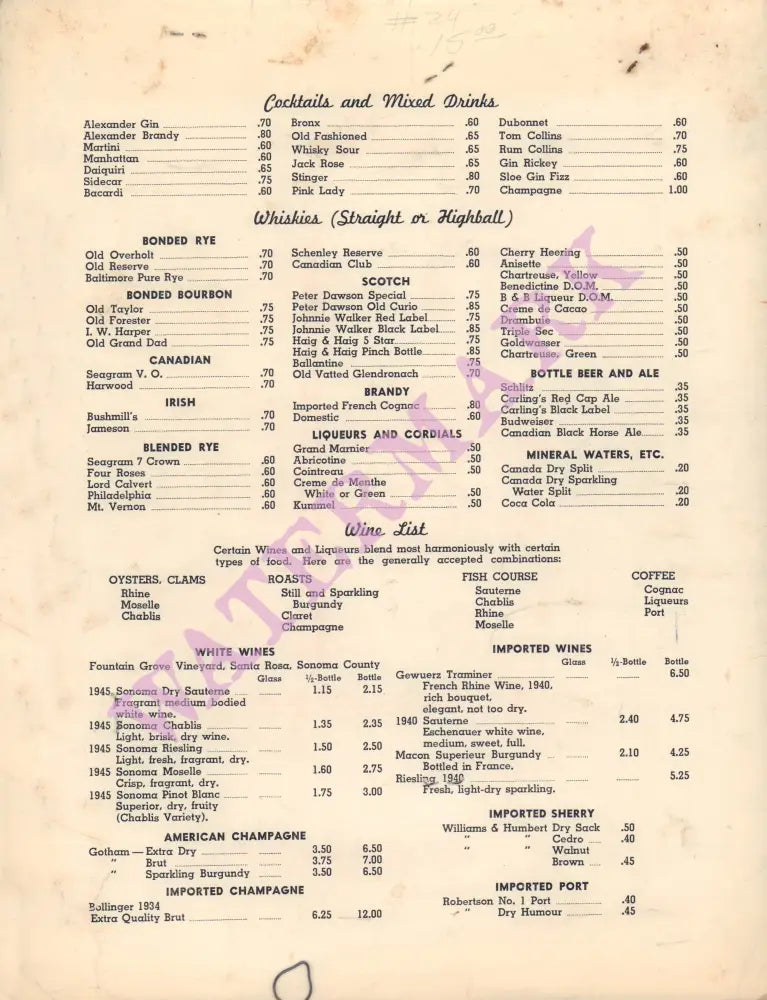 # 24
15.00
Cocktails and Mixed Drinks
Alexander Gin .70
Alexander Brandy .80
Martini .60
Manhattan .60
Daiquiri .65
Sidecar .75
Bacardi .60
Bronx .60
Old Fashioned .65
Whisky Sour .65
Jack Rose .65
Stinger .80
Pink Lady .70
Dubonnet .60
Tom Collins .70
Rum Collins .75
Gin Rickey .60
Sloe Gin Fizz .60
Champagne 1.00
Whiskies (Straight or Highball)
BONDED RYE
Old Overholt .70
Old Reserve .70
Baltimore Pure Rye .70
BONDED BOURBON
Old Taylor .75
Old Forester .75
I. W. Harper .75
Old Grand Dad .75
CANADIAN
Seagram V. O. .70
Harwood .70
IRISH
Bushmill's .70
Jameson .70
BLENDED RYE
Seagram 7 Crown .60
Four Roses .60
Lord Calvert .60
Philadelphia .60
Mt. Vernon .60
Schenley Reserve .60
Canadian Club .60
SCOTCH
Peter Dawson Special .75
Peter Dawson Old Curio .85
Johnnie Walker Red Label .75
Johnnie Walker Black Label .85
Haig & Haig 5 Star .75
Haig & Haig Pinch Bottle .85
Ballantine .75
Old Vatted Glendronach .70
BRANDY
Imported French Cognac .80
Domestic .60
LIQUEURS AND CORDIALS
Grand Marnier .50
Abricotine .50
Cointreau .50
Creme de Menthe
White or Green .50
Kummel .50
Cherry Heering .50
Anisette .50
Chartreuse, Yellow .50
Benedictine D.O.M. .50
B & B Liqueur D.O.M. .50
Creme de Cacao .50
Drambuie .50
Triple Sec .50
Goldwasser .50
Chartreuse, Green .50
BOTTLE BEER AND ALE
Schlitz .35
Carling's Red Cap Ale .35
Carling's Black Label .35
Budweiser .35
Canadian Black Horse Ale .35
MINERAL WATERS, ETC.
Canada Dry Split .20
Canada Dry Sparkling
Water Split .20
Coca Cola .20
Wine List
Certain Wines and Liqueurs blend most harmoniously with certain
types of food. Here are the generally accepted combinations:
OYSTERS, CLAMS
Rhine
Moselle
Chablis
ROASTS
Still and Sparkling
Burgundy
Claret
Champagne
FISH COURSE
Sauterne
Chablis
Rhine
Moselle
COFFEE
Cognac
Liqueurs
Port
WHITE WINES
Fountain Grove Vineyard, Santa Rosa, Sonoma County
Glass ½-Bottle Bottle
1945 Sonoma Dry Sauterne 1.15 2.15
Fragrant medium bodied
white wine.
1945 Sonoma Chablis 1.35 2.35
Light, brisk, dry wine.
1945 Sonoma Riesling 1.50 2.50
Light, fresh, fragrant, dry.
1945 Sonoma Moselle 1.60 2.75
Crisp, fragrant, dry.
1945 Sonoma Pinot Blanc 1.75 3.00
Superior, dry, fruity
(Chablis Variety).
AMERICAN CHAMPAGNE
Gotham — Extra Dry 3.50 6.50
" Brut 3.75 7.00
" Sparkling Burgundy 3.50 6.50
IMPORTED CHAMPAGNE
Bollinger 1934
Extra Quality Brut 6.25 12.00
IMPORTED WINES
Glass ½-Bottle Bottle
Gewuerz Traminer 6.50
French Rhine Wine, 1940,
rich bouquet,
elegant, not too dry.
1940 Sauterne 2.40 4.75
Eschenauer white wine,
medium, sweet, full.
Macon Superieur Burgundy 2.10 4.25
Bottled in France.
Riesling, 1940 5.25
Fresh, light-dry sparkling.
IMPORTED SHERRY
Williams & Humbert Dry Sack .50
" " Cedro .40
" " Walnut
Brown .45
IMPORTED PORT
Robertson No. 1 Port .40
" Dry Humour .45
WATERMARK